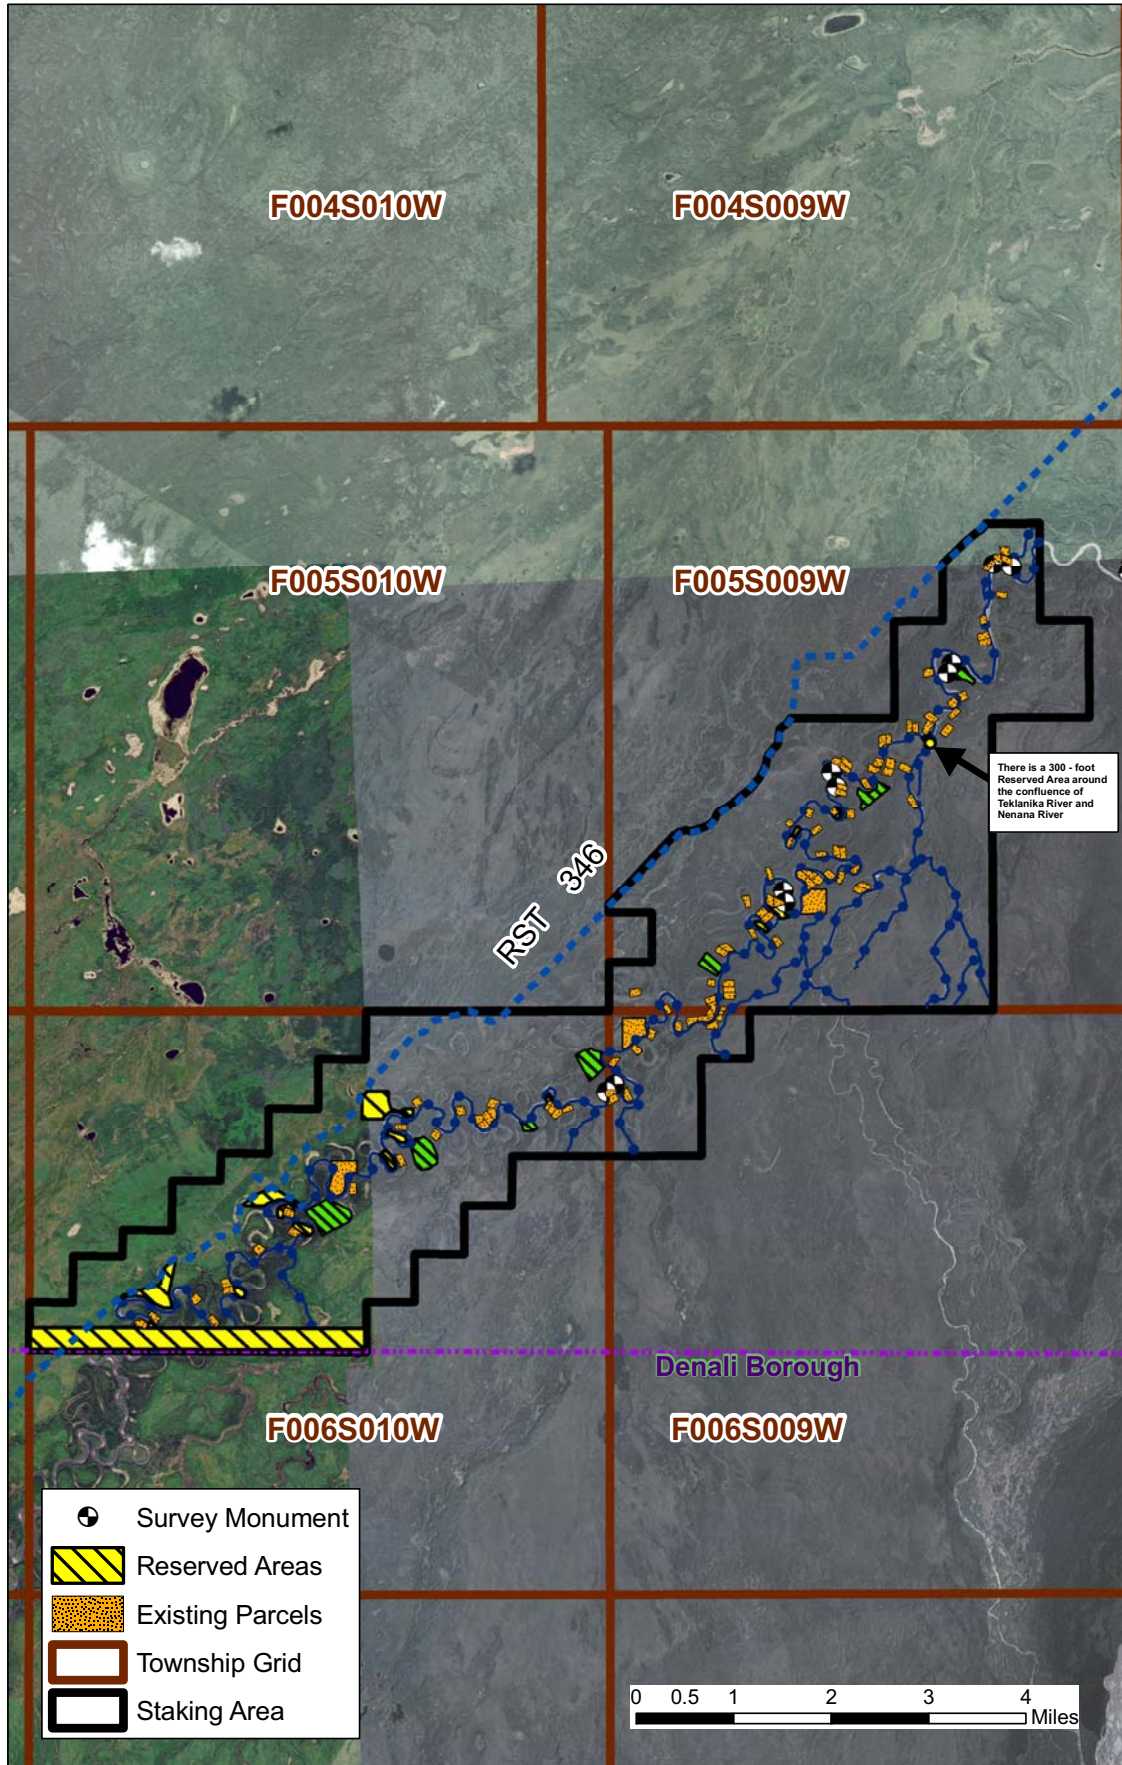 F004S010W
F004S009W
F005S010W
F005S009W
There is a 300 - foot
Reserved Area around
the confluence of
Teklanika River and
Nenana River
RST 346
Denali Borough
F006S010W
F006S009W
Survey Monument
Reserved Areas
Existing Parcels
Township Grid
Staking Area
0 0.5 1 2 3 4
Miles